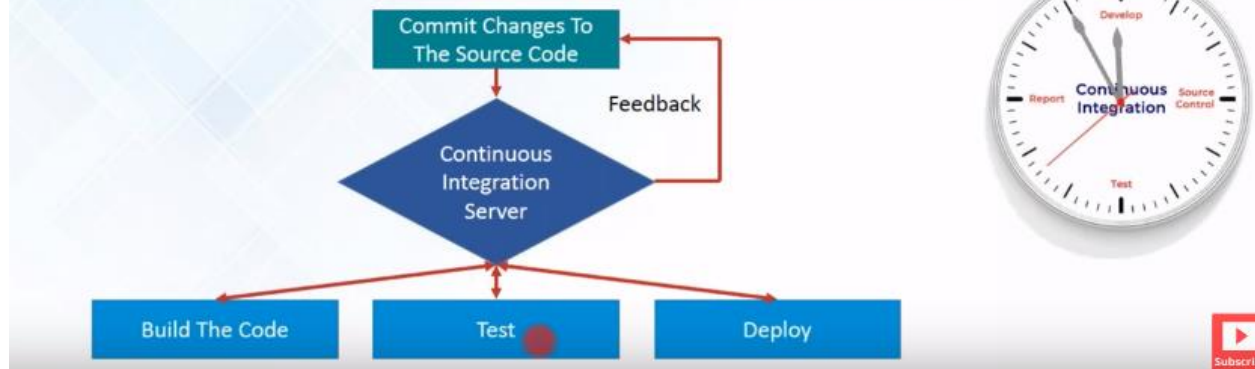 Commit Changes To
The Source Code
Feedback
Continuous
Integration
Server
Build The Code
Test
Deploy
Develop
Report
Continuous
Integration
Source
Control
Test